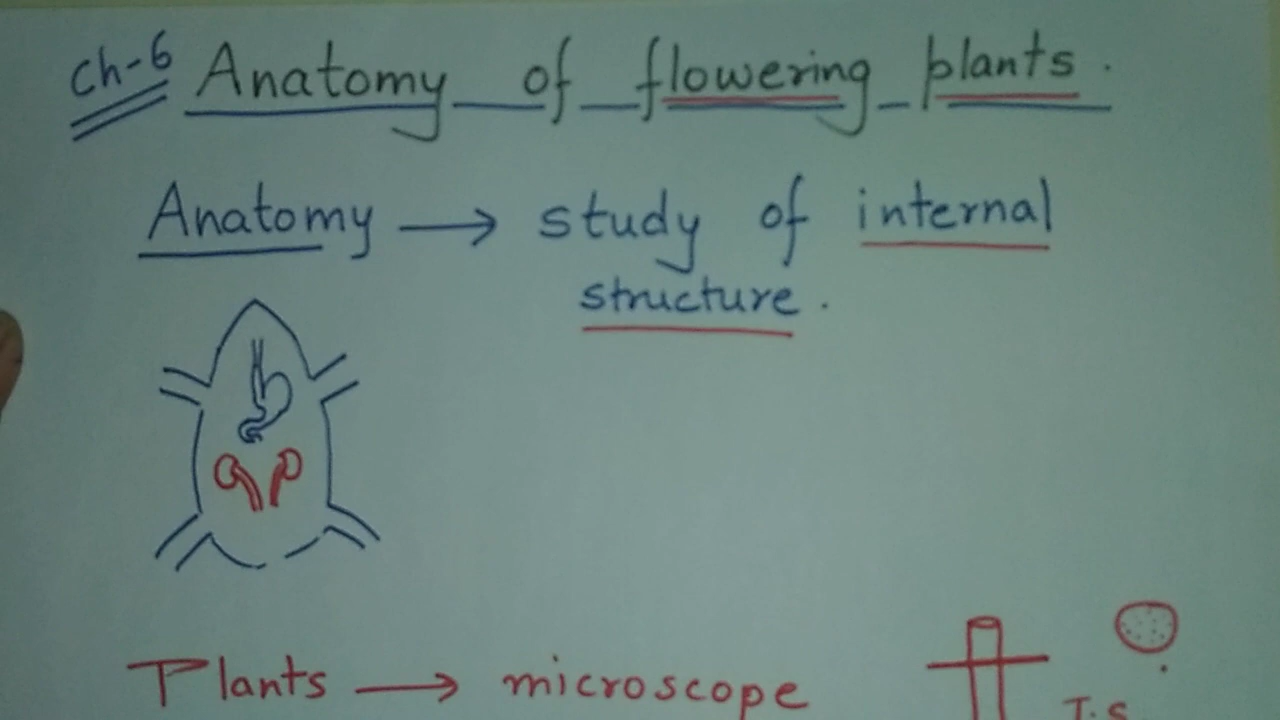 Ch-6 Anatomy of flowering plants.
Anatomy → study of internal
structure.
Plants → microscope
T.S